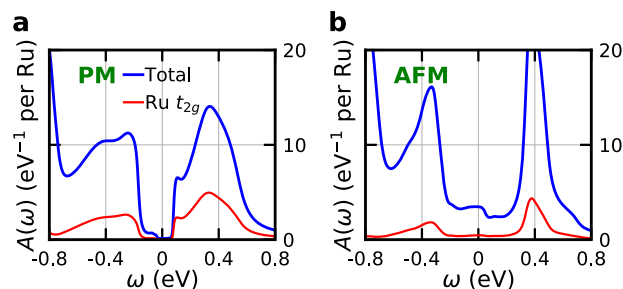 a
b
PM
Total
Ru t2g
AFM
A(ω) (eV⁻¹ per Ru)
20
10
0
-0.8 -0.4 0 0.4 0.8
ω (eV)
A(ω) (eV⁻¹ per Ru)
20
10
0
-0.8 -0.4 0 0.4 0.8
ω (eV)